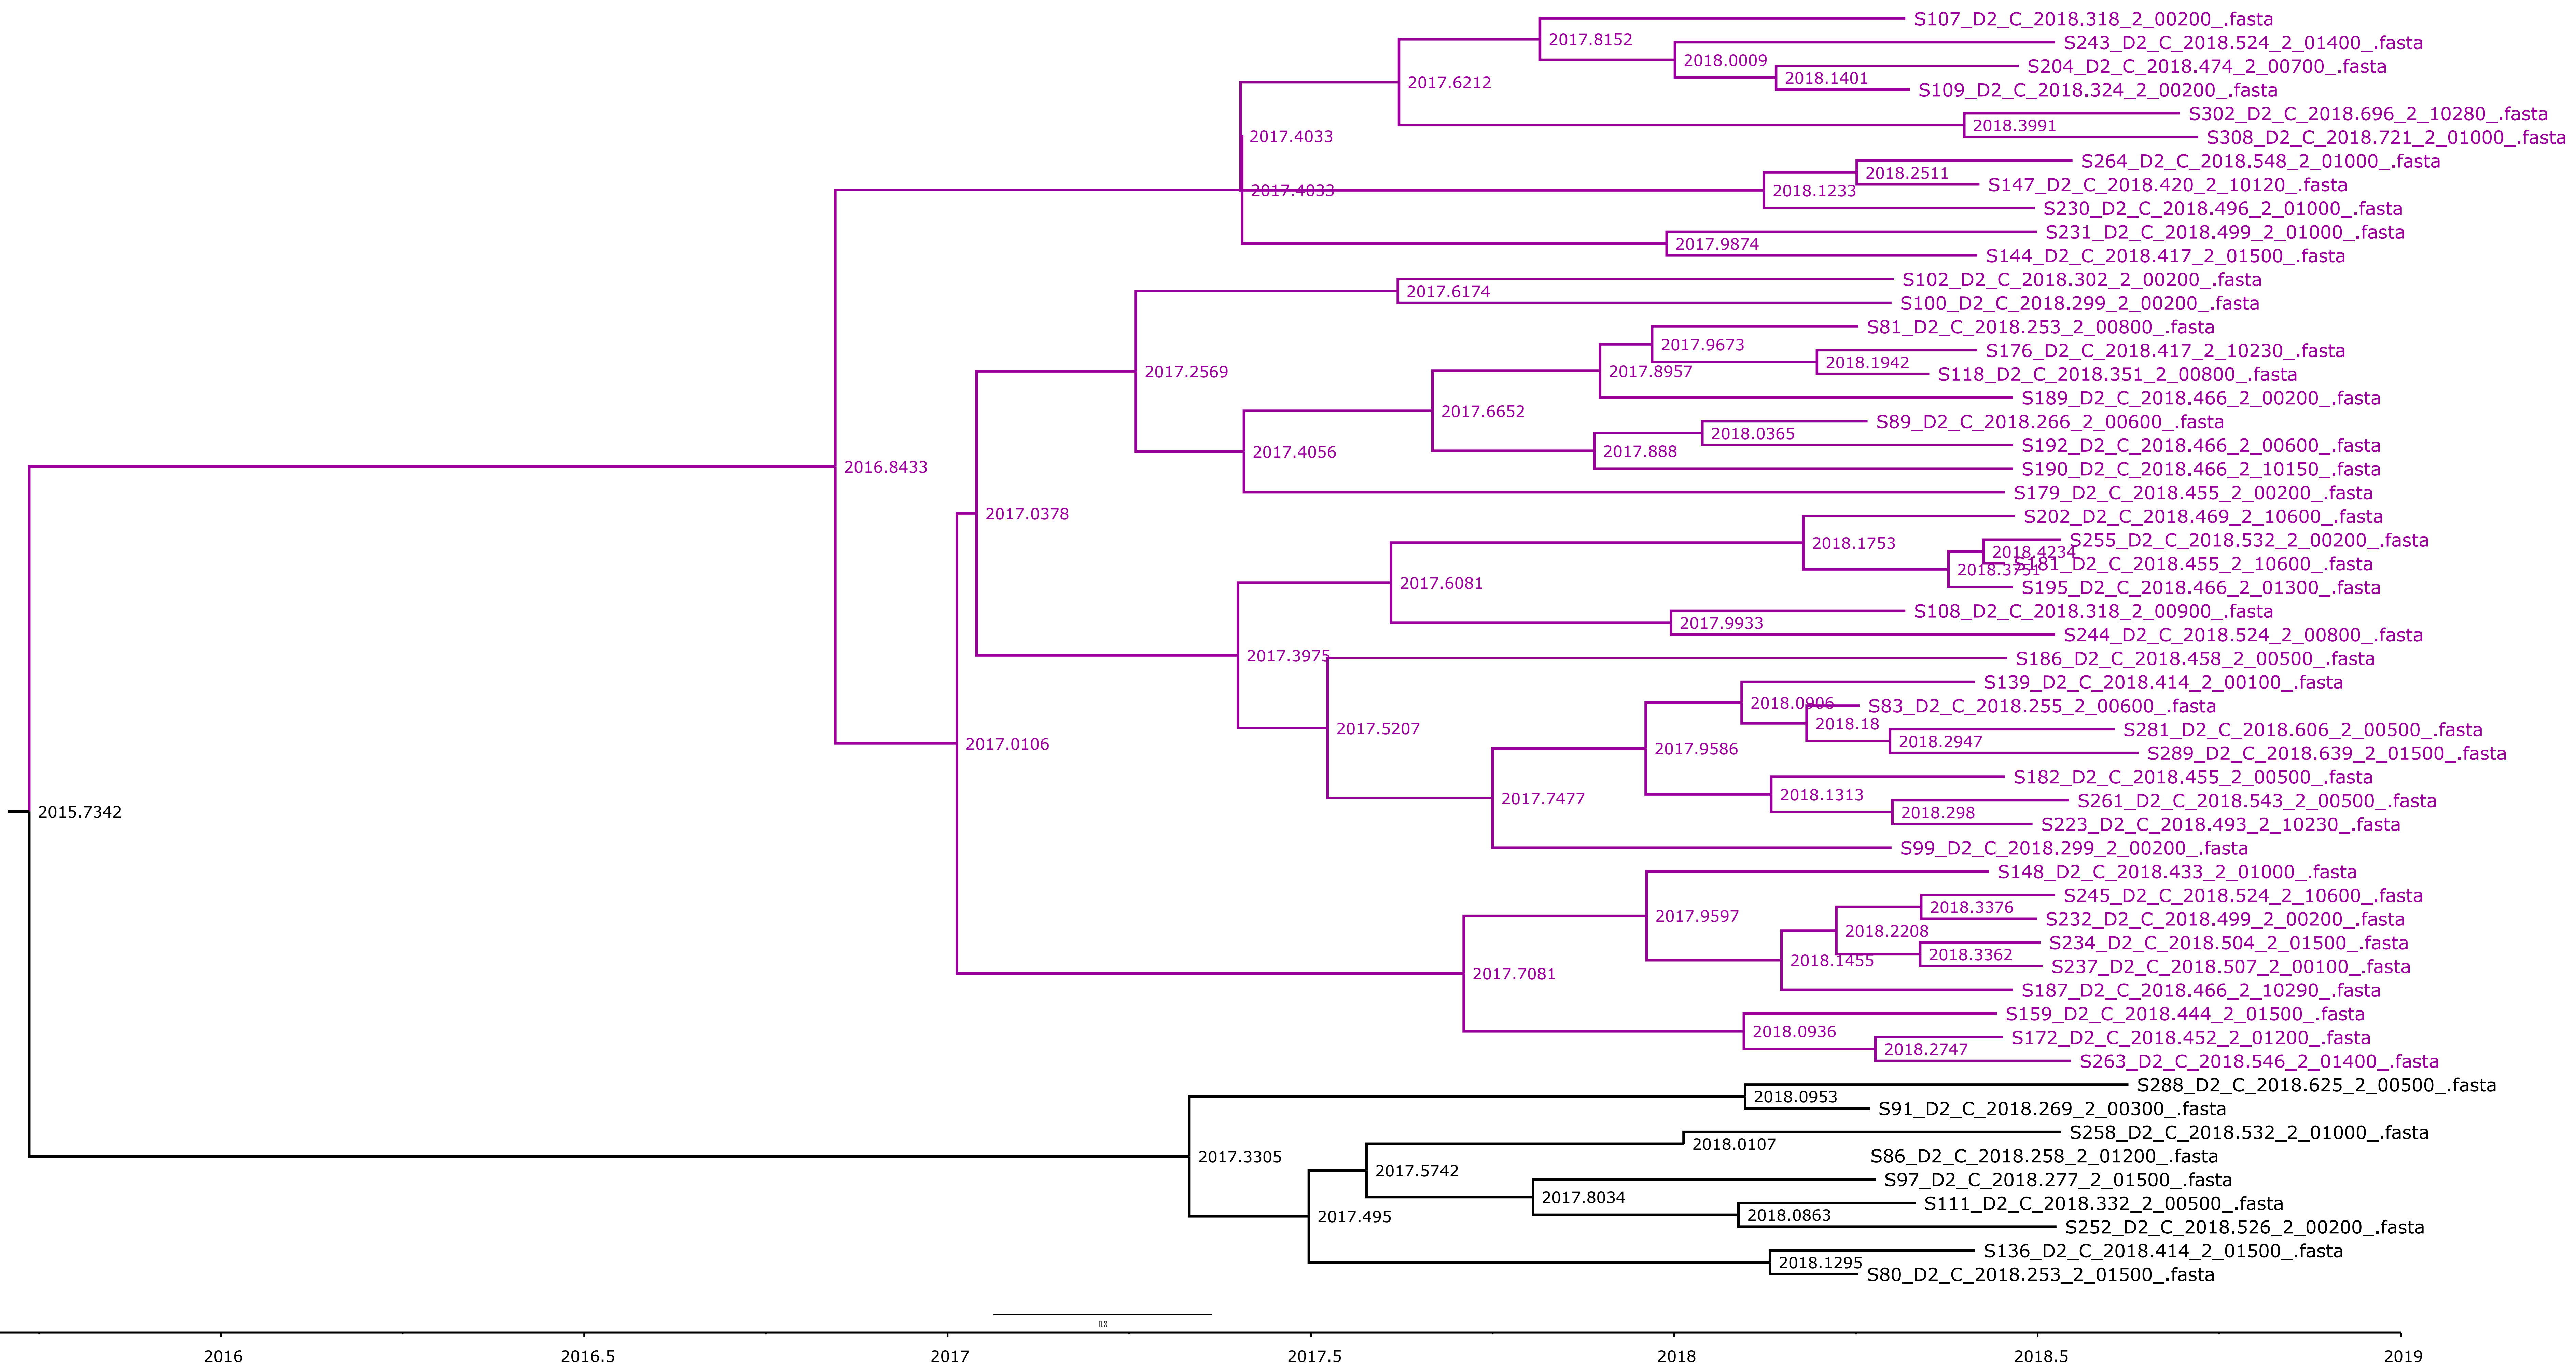 S107_D2_C_2018.318_2_00200_.fasta
2017.8152
S243_D2_C_2018.524_2_01400_.fasta
2018.0009
S204_D2_C_2018.474_2_00700_.fasta
2018.1401
2017.6212
S109_D2_C_2018.324_2_00200_.fasta
S302_D2_C_2018.696_2_10280_.fasta
2018.3991
2017.4033
S308_D2_C_2018.721_2_01000_.fasta
S264_D2_C_2018.548_2_01000_.fasta
2018.2511
S147_D2_C_2018.420_2_10120_.fasta
2017.4033
2018.1233
S230_D2_C_2018.496_2_01000_.fasta
S231_D2_C_2018.499_2_01000_.fasta
2017.9874
S144_D2_C_2018.417_2_01500_.fasta
S102_D2_C_2018.302_2_00200_.fasta
2017.6174
S100_D2_C_2018.299_2_00200_.fasta
S81_D2_C_2018.253_2_00800_.fasta
2017.9673
S176_D2_C_2018.417_2_10230_.fasta
2018.1942
2017.2569
2017.8957
S118_D2_C_2018.351_2_00800_.fasta
S189_D2_C_2018.466_2_00200_.fasta
2017.6652
S89_D2_C_2018.266_2_00600_.fasta
2018.0365
S192_D2_C_2018.466_2_00600_.fasta
2017.4056
2017.888
2016.8433
S190_D2_C_2018.466_2_10150_.fasta
S179_D2_C_2018.455_2_00200_.fasta
2017.0378
S202_D2_C_2018.469_2_10600_.fasta
2018.1753
S255_D2_C_2018.532_2_00200_.fasta
2018.4234
S181_D2_C_2018.455_2_10600_.fasta
2018.3751
2017.6081
S195_D2_C_2018.466_2_01300_.fasta
S108_D2_C_2018.318_2_00900_.fasta
2017.9933
S244_D2_C_2018.524_2_00800_.fasta
2017.3975
S186_D2_C_2018.458_2_00500_.fasta
S139_D2_C_2018.414_2_00100_.fasta
2018.0906
S83_D2_C_2018.255_2_00600_.fasta
2018.18
2017.5207
S281_D2_C_2018.606_2_00500_.fasta
2018.2947
2017.0106
2017.9586
S289_D2_C_2018.639_2_01500_.fasta
S182_D2_C_2018.455_2_00500_.fasta
2018.1313
2017.7477
S261_D2_C_2018.543_2_00500_.fasta
2018.298
2015.7342
S223_D2_C_2018.493_2_10230_.fasta
S99_D2_C_2018.299_2_00200_.fasta
S148_D2_C_2018.433_2_01000_.fasta
S245_D2_C_2018.524_2_10600_.fasta
2018.3376
2017.9597
S232_D2_C_2018.499_2_00200_.fasta
2018.2208
S234_D2_C_2018.504_2_01500_.fasta
2018.3362
2018.1455
S237_D2_C_2018.507_2_00100_.fasta
2017.7081
S187_D2_C_2018.466_2_10290_.fasta
S159_D2_C_2018.444_2_01500_.fasta
2018.0936
S172_D2_C_2018.452_2_01200_.fasta
2018.2747
S263_D2_C_2018.546_2_01400_.fasta
S288_D2_C_2018.625_2_00500_.fasta
2018.0953
S91_D2_C_2018.269_2_00300_.fasta
S258_D2_C_2018.532_2_01000_.fasta
2018.0107
2017.3305
S86_D2_C_2018.258_2_01200_.fasta
2017.5742
S97_D2_C_2018.277_2_01500_.fasta
2017.8034
S111_D2_C_2018.332_2_00500_.fasta
2018.0863
2017.495
S252_D2_C_2018.526_2_00200_.fasta
S136_D2_C_2018.414_2_01500_.fasta
2018.1295
S80_D2_C_2018.253_2_01500_.fasta
0.3
2016 2016.5 2017 2017.5 2018 2018.5 2019